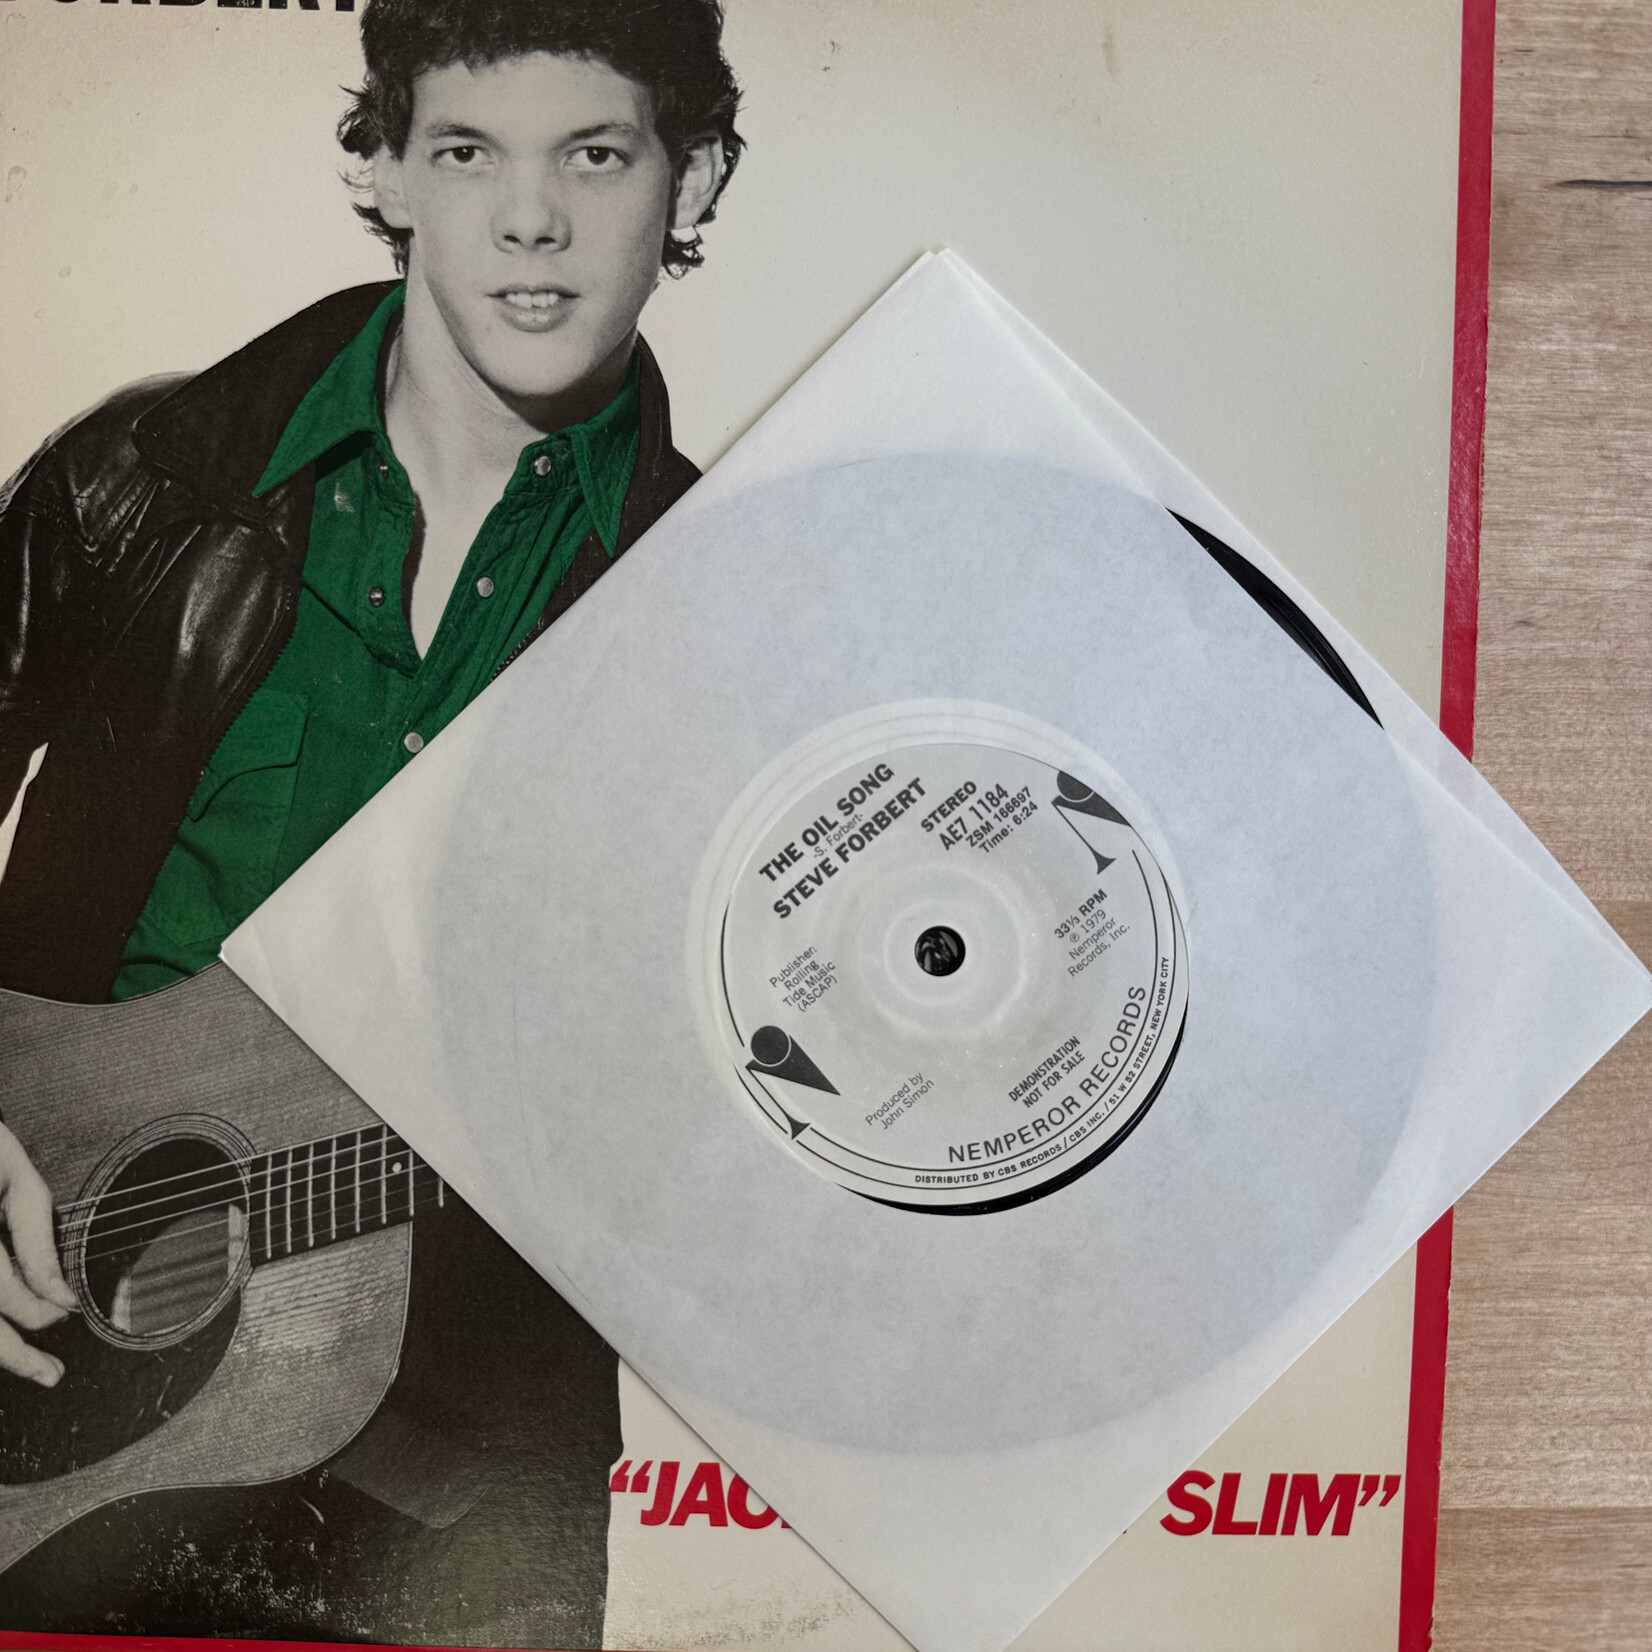 THE OIL SONG
-S. Forbert-
STEVE FORBERT
STEREO
AE7 1184
ZSM 166697
Time: 6:24
Publisher:
Rolling
Tide Music
(ASCAP)
33⅓ RPM
℗ 1979
Nemperor
Records, Inc.
Produced by
John Simon
DEMONSTRATION
NOT FOR SALE
NEMPEROR RECORDS
DISTRIBUTED BY CBS RECORDS / CBS INC. / 51 W 52 STREET, NEW YORK CITY
SLIM”